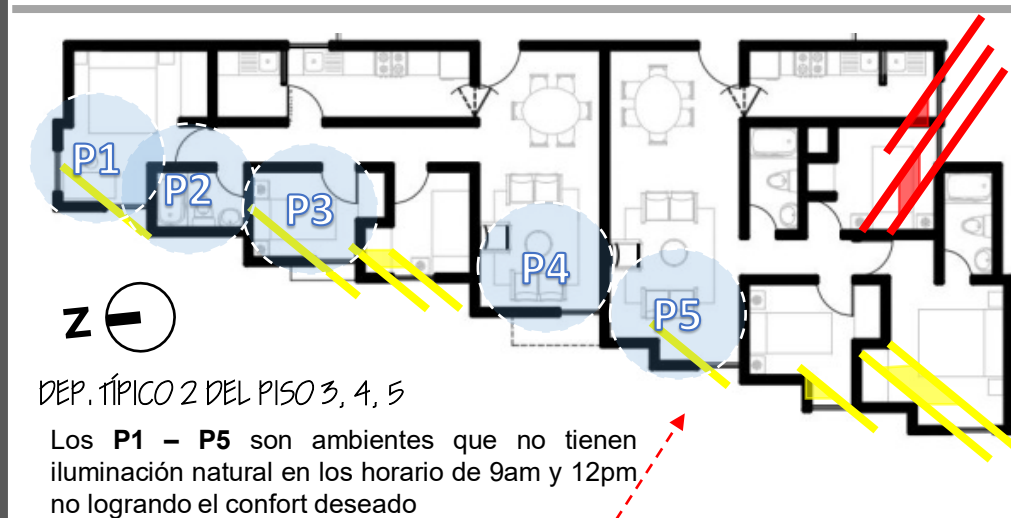 P1
P2
P3
P4
P5
Z
DEP. TÍPICO 2 DEL PISO 3, 4, 5
Los P1 – P5 son ambientes que no tienen
iluminación natural en los horario de 9am y 12pm
no logrando el confort deseado